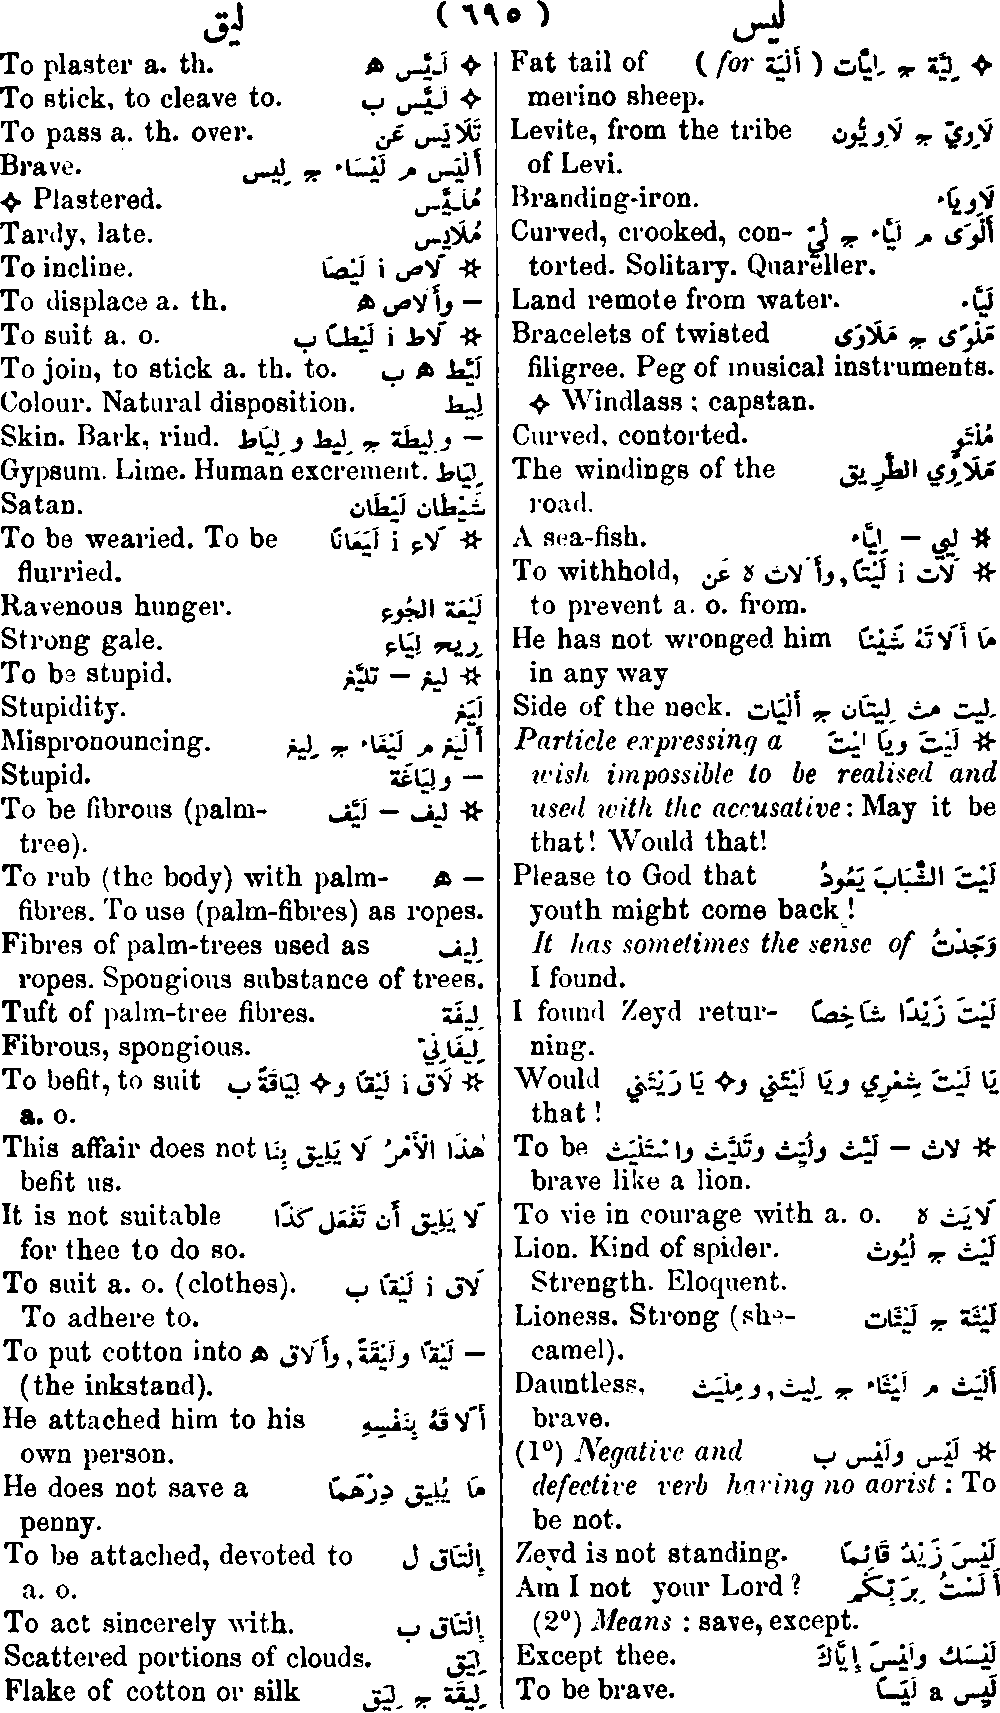 ليس
( ٦٩٥ )
ليق
Fat tail of ✧ لِيَّة ج لِيَّات ( for أَلْيَة )
merino sheep.
Levite, from the tribe لَاوِيّ ج لَاوِيُّون
of Levi.
Branding-iron. لَاوِيَاء
Curved, crooked, con- أَلْوَى م لَيَّاء ج لُيّ
torted. Solitary. Quareller.
Land remote from water. لَيَّاء
Bracelets of twisted مَلْوًى ج مَلَاوَى
filigree. Peg of musical instruments.
✧ Windlass ; capstan.
Curved, contorted. مُلْتَوٍ
The windings of the مَلَاوِي الطَّرِيق
road.
A sea-fish. * لِيي – لِيَّاء
To withhold, * لَات i لَيْتًا, وأَلَات ه عَن
to prevent a. o. from.
He has not wronged him مَا أَلَاتَهُ شَيْئًا
in any way
Side of the neck. لِيت مث لِيتَان ج أَلْيَات
Particle expressing a * لَيْتَ ويَا لَيْتَ
wish impossible to be realised and
used with the accusative: May it be
that! Would that!
Please to God that لَيْتَ الشَّبَابَ يَعُودُ
youth might come back !
It has sometimes the sense of وَجَدْتُ
I found.
I found Zeyd retur- لَيْتَ زَيْدًا شَاخِصًا
ning.
Would يَا لَيْتَ شِعْرِي ويَا لَيْتَنِي و✧ يَا رَيْتَنِي
that !
To be * لاث – لَيَّث ولُيِّث وتَلَيَّث واسْتَلْيَث
brave like a lion.
To vie in courage with a. o. لَايَث ه
Lion. Kind of spider. لَيْث ج لُيُوث
Strength. Eloquent.
Lioness. Strong (she- لَيْثَة ج لَيْثَات
camel).
Dauntless, أَلْيَث م لَيْثَاء ج لِيث, ومِلْيَث
brave.
(1º) Negative and * لَيْسَ ولَيْسَ ب
defective verb having no aorist : To
be not.
Zeyd is not standing. لَيْسَ زَيْدٌ قَائِمًا
Am I not your Lord ? أَلَسْتُ بِرَبِّكُم
(2º) Means : save, except.
Except thee. لَيْسَكَ ولَيْسَ إِيَّاكَ
To be brave. لَيِس a لَيَسًا
To plaster a. th. ✧ لَيَّس ه
To stick, to cleave to. ✧ لَيَّس ب
To pass a. th. over. تَلَايَس عَن
Brave. أَلْيَس م لَيْسَاء ج لِيس
✧ Plastered. مُلَيَّس
Tardy, late. مُلَايِس
To incline. * لَاص i لَيْصًا
To displace a. th. – وأَلَاص ه
To suit a. o. * لَاط i لَيْطًا ب
To join, to stick a. th. to. لَيَّط ه ب
Colour. Natural disposition. لِيط
Skin. Bark, rind. – ولِيطَة ج لِيط ولِيَاط
Gypsum. Lime. Human excrement. لِيَاط
Satan. شَيْطَان لَيْطَان
To be wearied. To be * لَاع i لَيَعَانًا
flurried.
Ravenous hunger. لَيْعَة الجُوع
Strong gale. رِيح لِيَاع
To be stupid. * ليغ – تَلَيَّغ
Stupidity. لَيَغ
Mispronouncing. أَلْيَغ م لَيْغَاء ج لِيغ
Stupid. – ولِيَاغَة
To be fibrous (palm- * ليف – لَيَّف
tree).
To rub (the body) with palm- – ه
fibres. To use (palm-fibres) as ropes.
Fibres of palm-trees used as لِيف
ropes. Spongious substance of trees.
Tuft of palm-tree fibres. لِيفَة
Fibrous, spongious. لِيفَانِيّ
To befit, to suit * لَاق i لَيْقًا و✧ لِيَاقَةً ب
a. o.
This affair does not هٰذَا الْأَمْرُ لَا يَلِيق بِنَا
befit us.
It is not suitable لَا يَلِيق أَن تَفْعَل كَذَا
for thee to do so.
To suit a. o. (clothes). لَاق i لَيْقًا ب
To adhere to.
To put cotton into – لَيْقًا ولَيْقَةً, وأَلَاق ه
(the inkstand).
He attached him to his أَلَاقَهُ بِنَفْسِهِ
own person.
He does not save a مَا يُلِيق دِرْهَمًا
penny.
To be attached, devoted to إِلْتَاق ل
a. o.
To act sincerely with. إِلْتَاق ب
Scattered portions of clouds. لِيَق
Flake of cotton or silk لِيقَة ج لِيَق